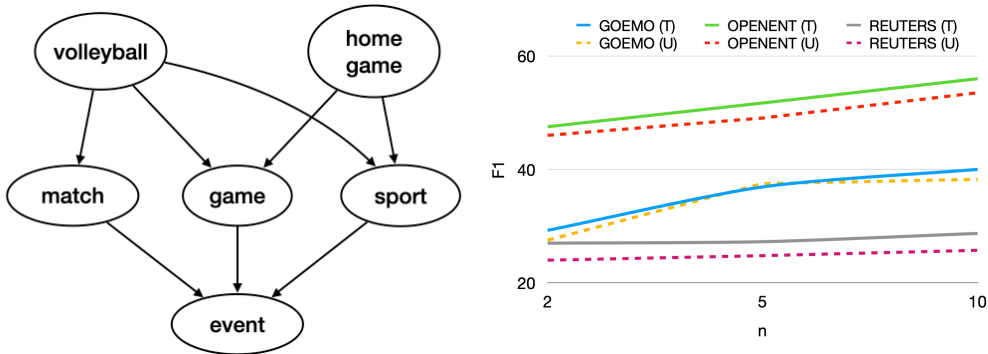 volleyball
home
game
match
game
sport
event
GOEMO (T)
OPENENT (T)
REUTERS (T)
GOEMO (U)
OPENENT (U)
REUTERS (U)
60
40
20
F1
2
5
10
n